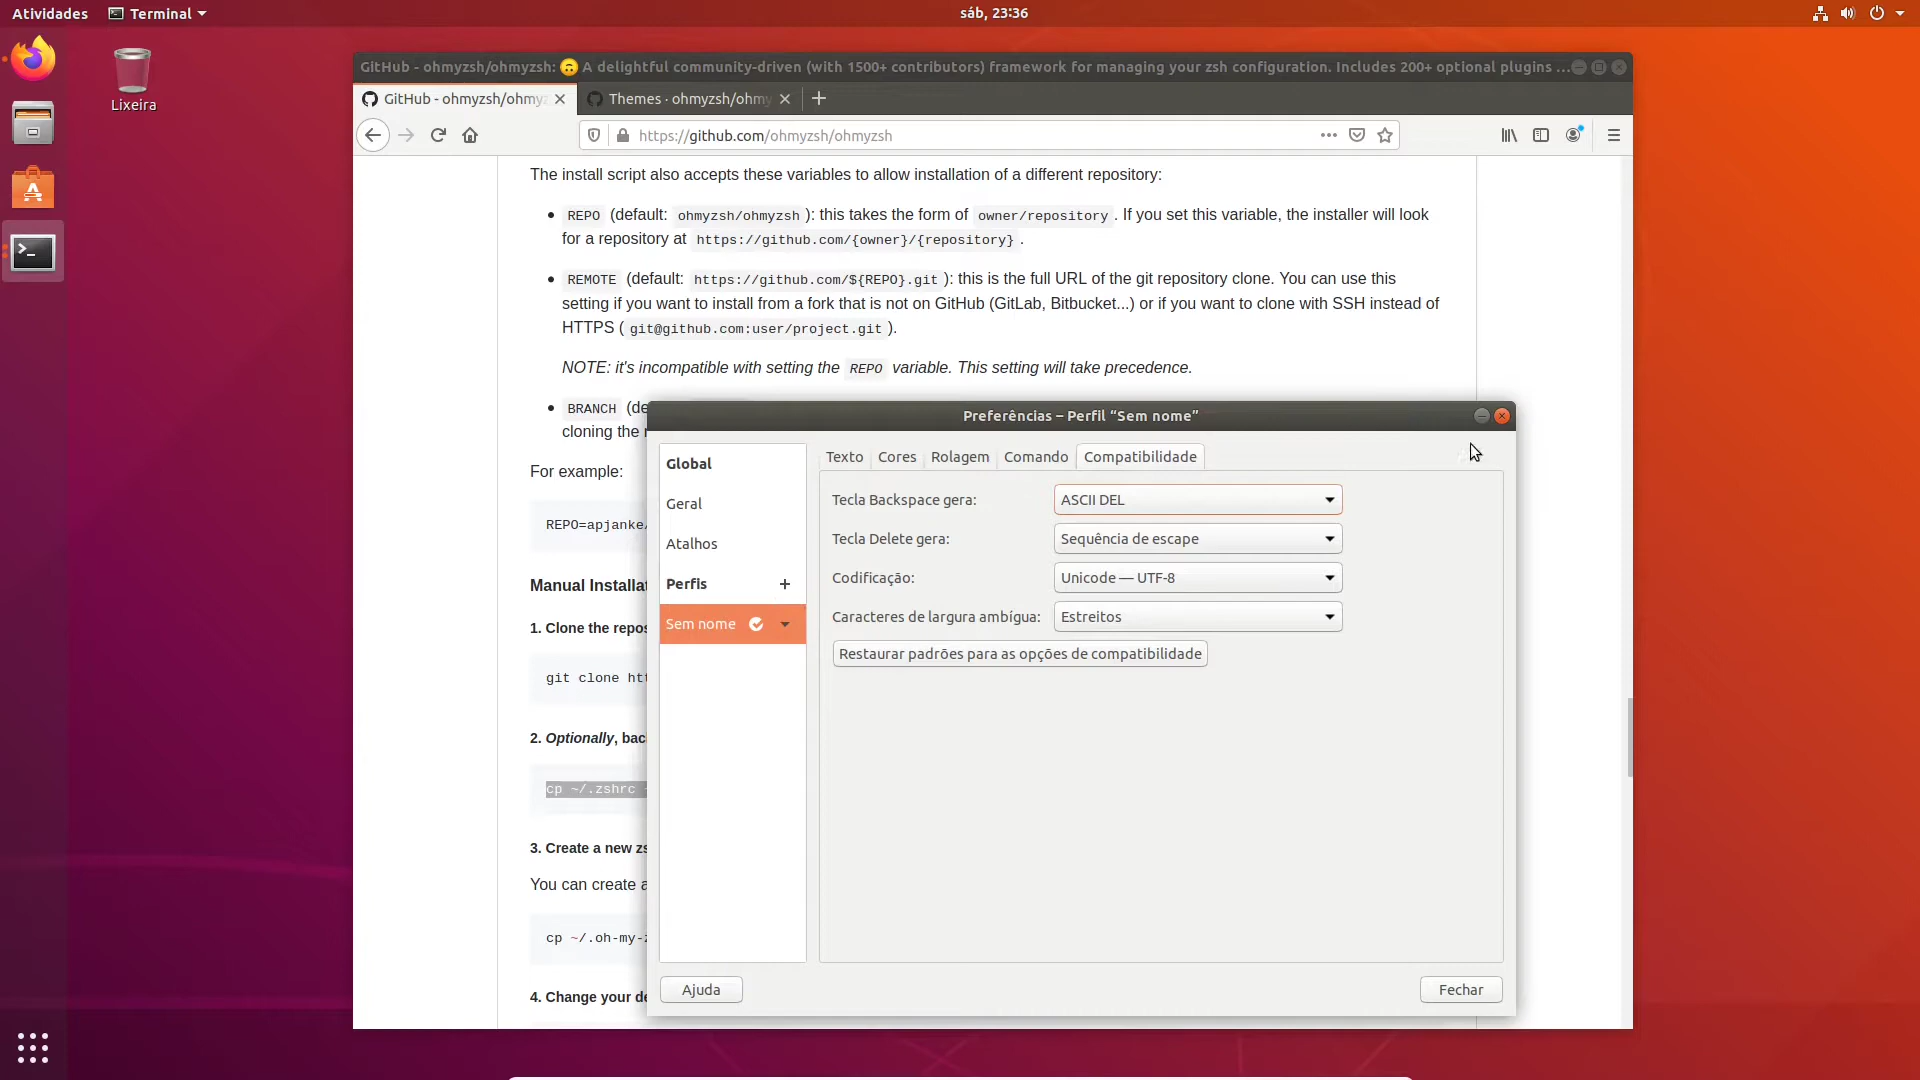 Atividades
Terminal
sáb, 23:36
Lixeira
GitHub - ohmyzsh/ohmyzsh: 🙃 A delightful community-driven (with 1500+ contributors) framework for managing your zsh configuration. Includes 200+ optional plugins ...
GitHub - ohmyzsh/ohmyz
Themes · ohmyzsh/ohmy
https://github.com/ohmyzsh/ohmyzsh
The install script also accepts these variables to allow installation of a different repository:
• REPO (default: ohmyzsh/ohmyzsh): this takes the form of owner/repository. If you set this variable, the installer will look
for a repository at https://github.com/{owner}/{repository}.
• REMOTE (default: https://github.com/${REPO}.git): this is the full URL of the git repository clone. You can use this
setting if you want to install from a fork that is not on GitHub (GitLab, Bitbucket...) or if you want to clone with SSH instead of
HTTPS (git@github.com:user/project.git).
NOTE: it's incompatible with setting the REPO variable. This setting will take precedence.
• BRANCH (de
cloning the r
For example:
REPO=apjanke/
Manual Installat
1. Clone the repos
git clone htt
2. Optionally, bac
cp ~/.zshrc ~
3. Create a new zs
You can create a
cp ~/.oh-my-z
4. Change your de
Preferências – Perfil “Sem nome”
Global
Geral
Atalhos
Perfis +
Sem nome
Texto
Cores
Rolagem
Comando
Compatibilidade
Tecla Backspace gera: ASCII DEL
Tecla Delete gera: Sequência de escape
Codificação: Unicode — UTF-8
Caracteres de largura ambígua: Estreitos
Restaurar padrões para as opções de compatibilidade
Ajuda
Fechar